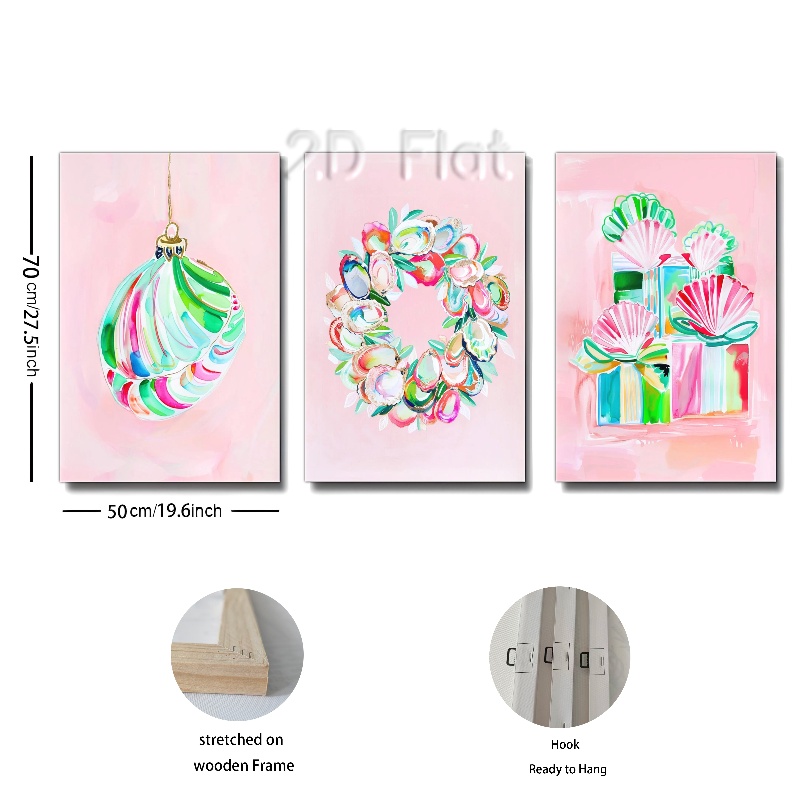 2D Flat
70cm/27.5inch
50cm/19.6inch
stretched on
wooden Frame
Hook
Ready to Hang